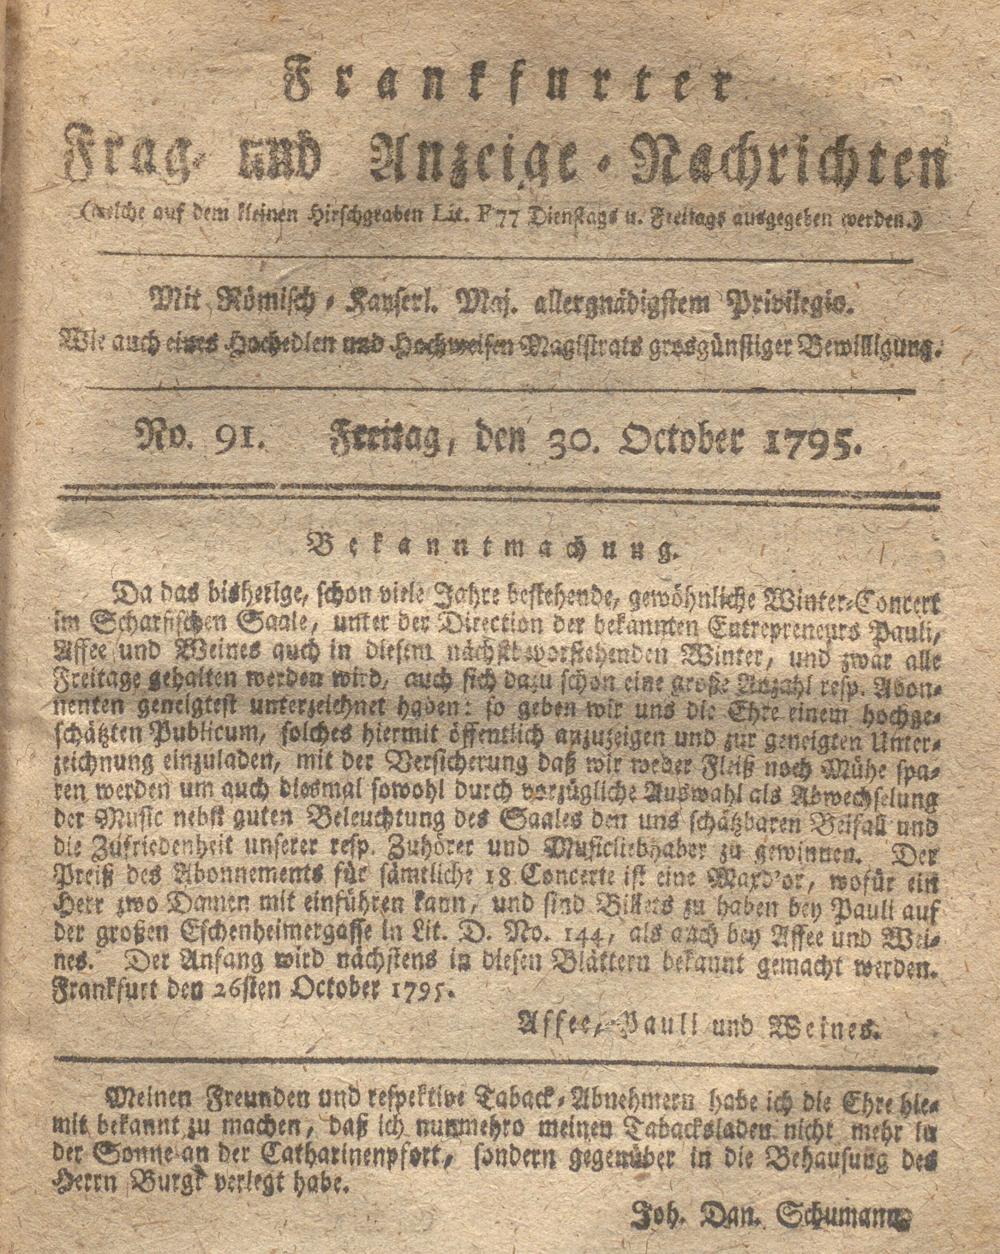 Frankfurter
Frag- und Anzeige-Nachrichten
(welche auf dem kleinen Hirschgraben Lit. F 77 Dienstags u. Freitags ausgegeben werden.)
Mit Römisch-Kayserl. Maj. allergnädigstem Privilegio.
Wie auch eines Hochedlen und Hochweisen Magistrats grosgünstiger Bewilligung.
No. 91. Freitag, den 30. October 1795.
Bekanntmachung.
Da das bisherige, schon viele Jahre bestehende, gewöhnliche Winter-Concert
im Scharfischen Saale, unter der Direction der bekannten Entrepreneurs Pauli,
Affee und Weines auch in diesem nächstbevorstehenden Winter, und zwar alle
Freitage gehalten werden wird, auch sich dazu schon eine große Anzahl resp. Abon-
nenten geneigtest unterzeichnet haben: so geben wir uns die Ehre einem hochge-
schätzten Publicum, solches hiermit öffentlich anzuzeigen und zur geneigten Unter-
zeichnung einzuladen, mit der Versicherung daß wir weder Fleiß noch Mühe spa-
ren werden um auch diesmal sowohl durch vorzügliche Auswahl als Abwechselung
der Music nebst guten Beleuchtung des Saales den uns schätzbaren Beifall und
die Zufriedenheit unserer resp. Zuhörer und Musicliebhaber zu gewinnen. Der
Preiß des Abonnements für sämtliche 18 Concerte ist eine Maxd'or, wofür ein
Herr zwo Damen mit einführen kann, und sind Billets zu haben bey Pauli auf
der großen Eschenheimergasse in Lit. D. No. 144, als auch bey Affee und Wei-
nes. Der Anfang wird nächstens in diesen Blättern bekannt gemacht werden.
Frankfurt den 26sten October 1795.
Affee, Pauli und Weines.
Meinen Freunden und respektive Taback-Abnehmern habe ich die Ehre hie-
mit bekannt zu machen, daß ich nunmehro meinen Tabacksladen nicht mehr in
der Sonne an der Catharinenpfort, sondern gegenüber in die Behausung des
Herrn Burgk verlegt habe.
Joh. Dan. Schumann.